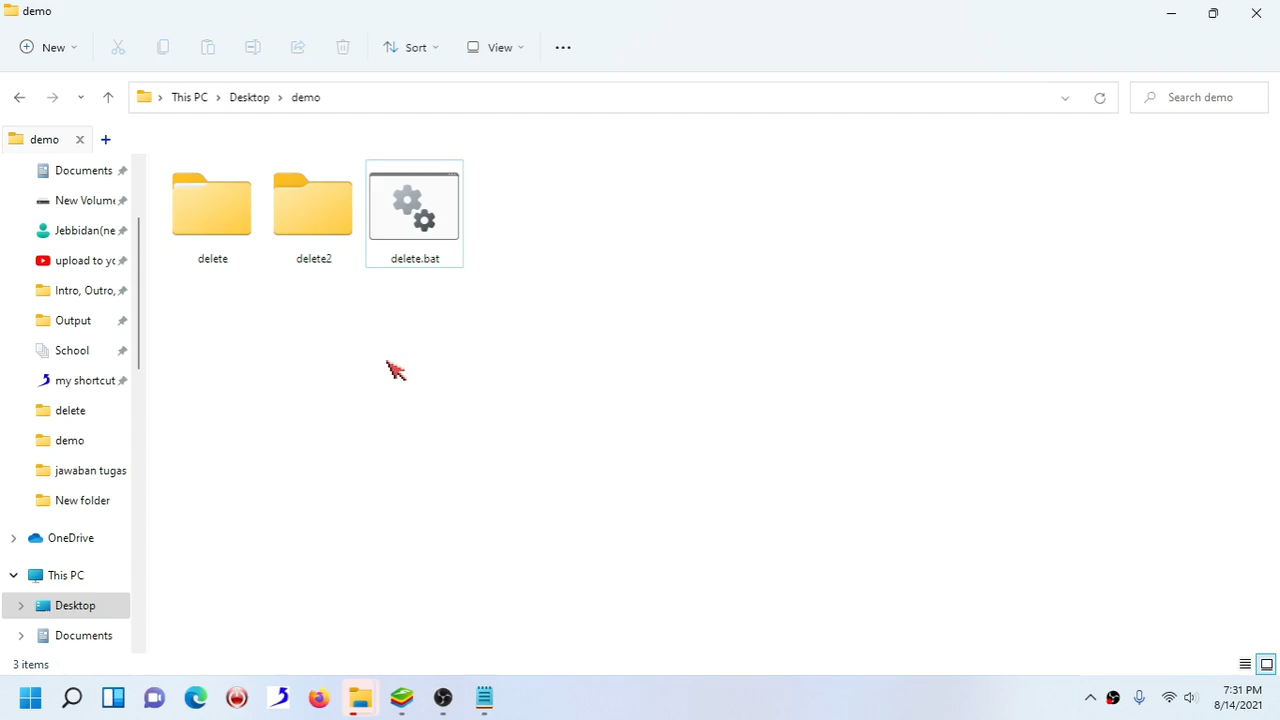 demo
New
Sort
View
This PC
Desktop
demo
Search demo
demo
Documents
New Volume
Jebbidan(ne
upload to yc
Intro, Outro,
Output
School
my shortcut
delete
demo
jawaban tugas
New folder
OneDrive
This PC
Desktop
Documents
delete
delete2
delete.bat
3 items
7:31 PM
8/14/2021